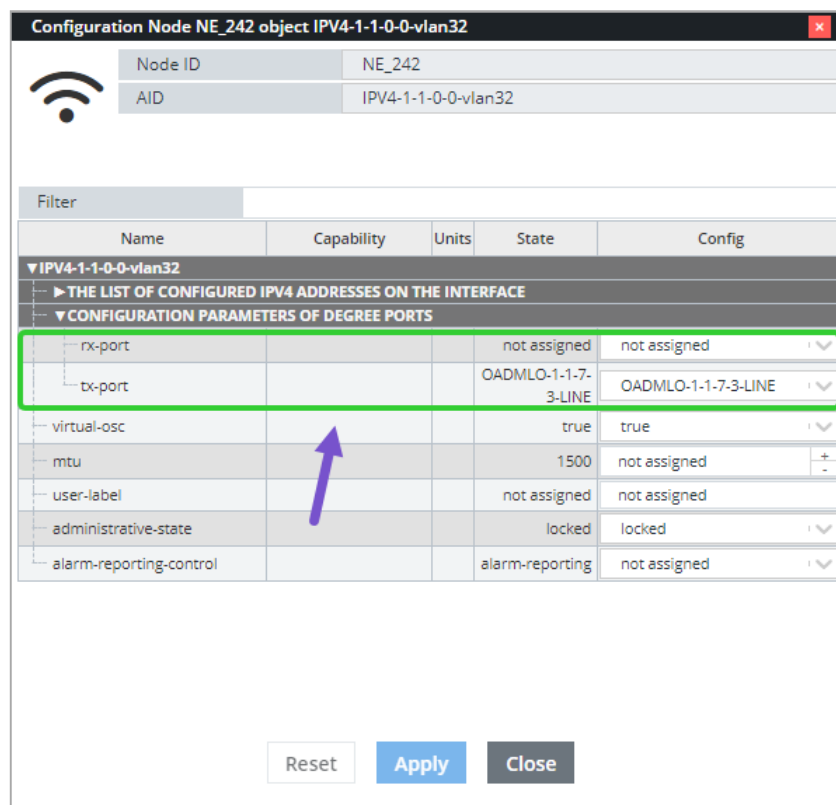 Configuration Node NE_242 object IPV4-1-1-0-0-vlan32
Node ID NE_242
AID IPV4-1-1-0-0-vlan32
Filter
Name Capability Units State Config
▼IPV4-1-1-0-0-vlan32
►THE LIST OF CONFIGURED IPV4 ADDRESSES ON THE INTERFACE
▼CONFIGURATION PARAMETERS OF DEGREE PORTS
rx-port not assigned not assigned
tx-port OADMLO-1-1-7-
3-LINE OADMLO-1-1-7-3-LINE
virtual-osc true true
mtu 1500 not assigned + -
user-label not assigned not assigned
administrative-state locked locked
alarm-reporting-control alarm-reporting not assigned
Reset Apply Close